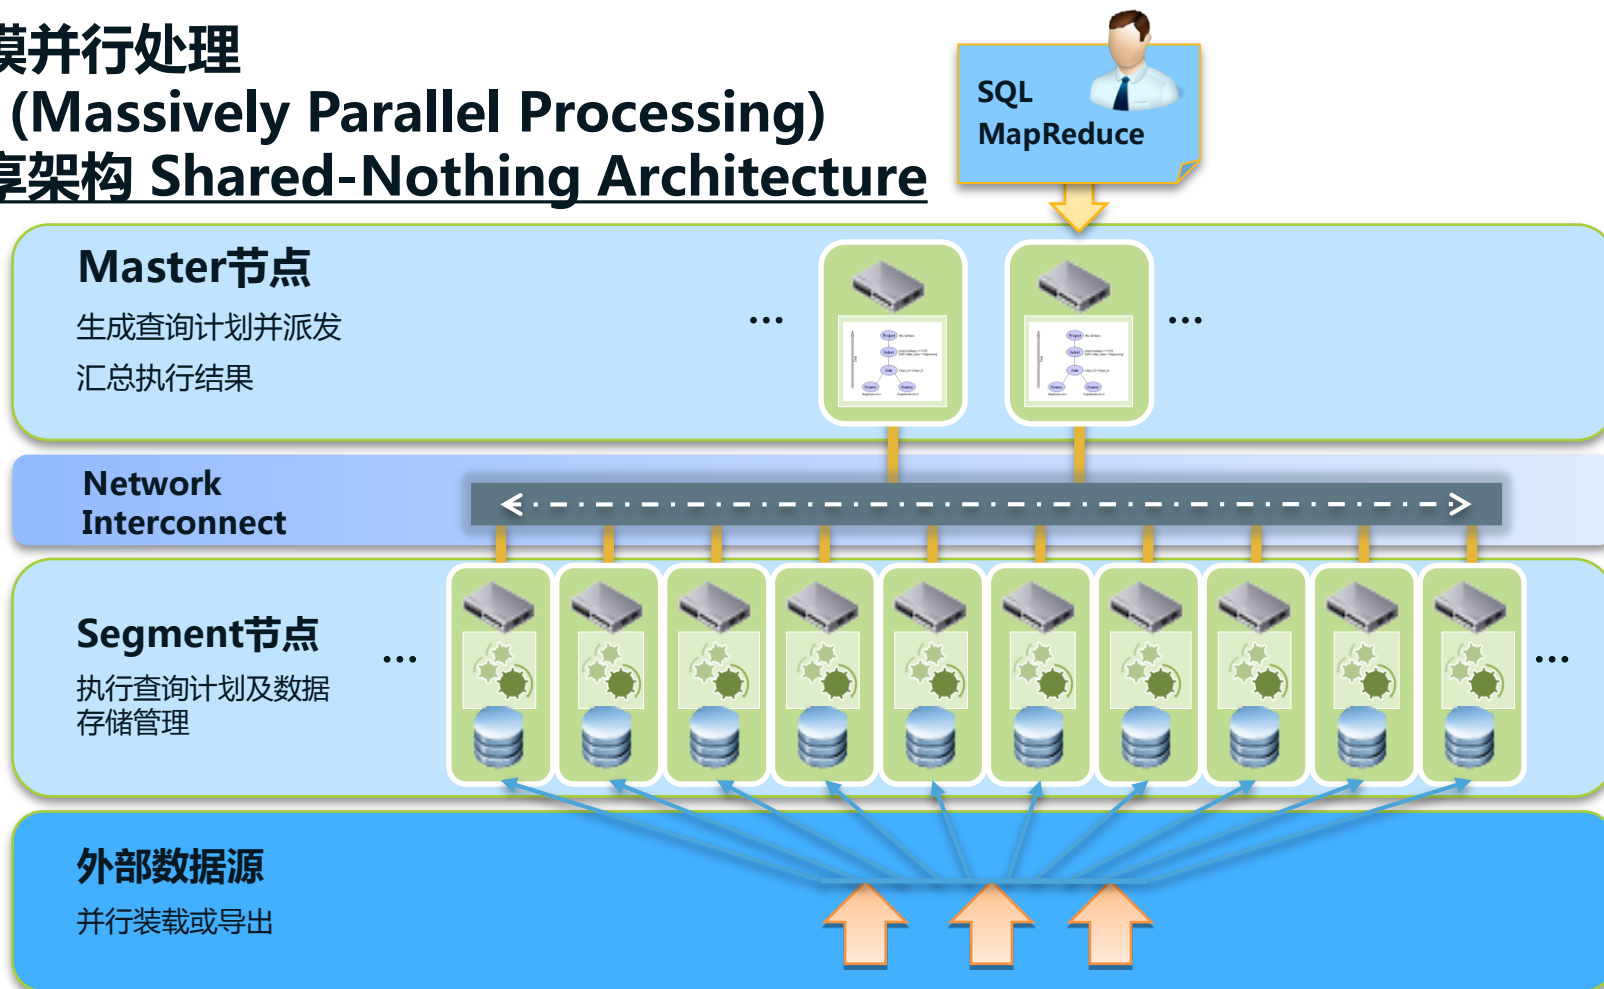 模并行处理
(Massively Parallel Processing)
享架构 Shared-Nothing Architecture
SQL
MapReduce
Master节点
生成查询计划并派发
汇总执行结果
...
...
Project
Select
Join
Network
Interconnect
Segment节点
执行查询计划及数据
存储管理
...
...
外部数据源
并行装载或导出